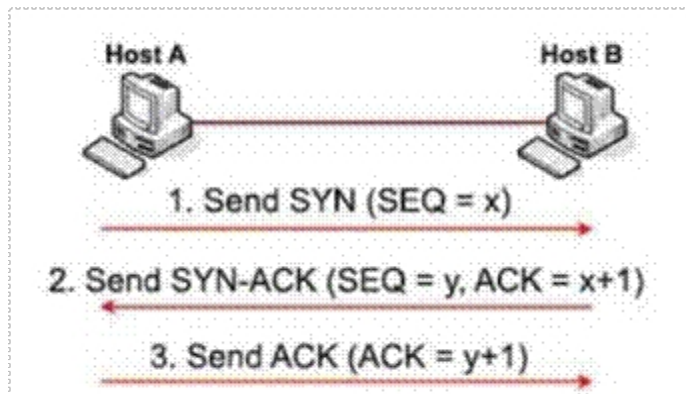 Host A Host B
1. Send SYN (SEQ = x)
2. Send SYN-ACK (SEQ = y, ACK = x+1)
3. Send ACK (ACK = y+1)